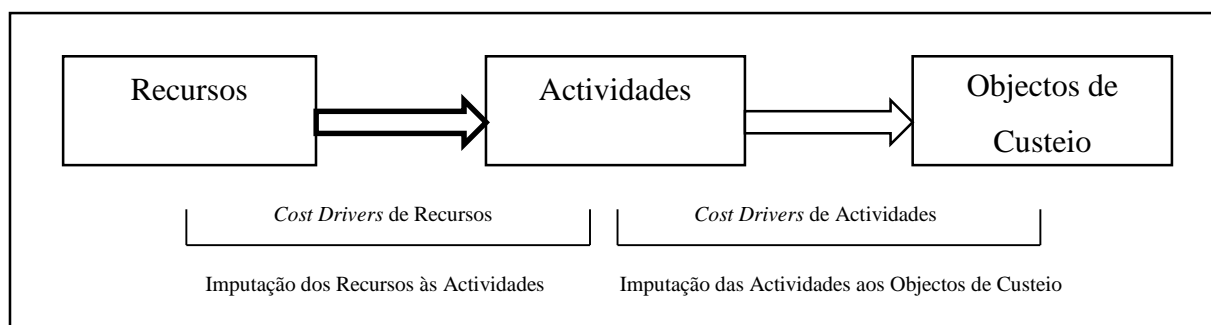 Recursos
Actividades
Objectos de
Custeio
Cost Drivers de Recursos
Cost Drivers de Actividades
Imputação dos Recursos às Actividades
Imputação das Actividades aos Objectos de Custeio